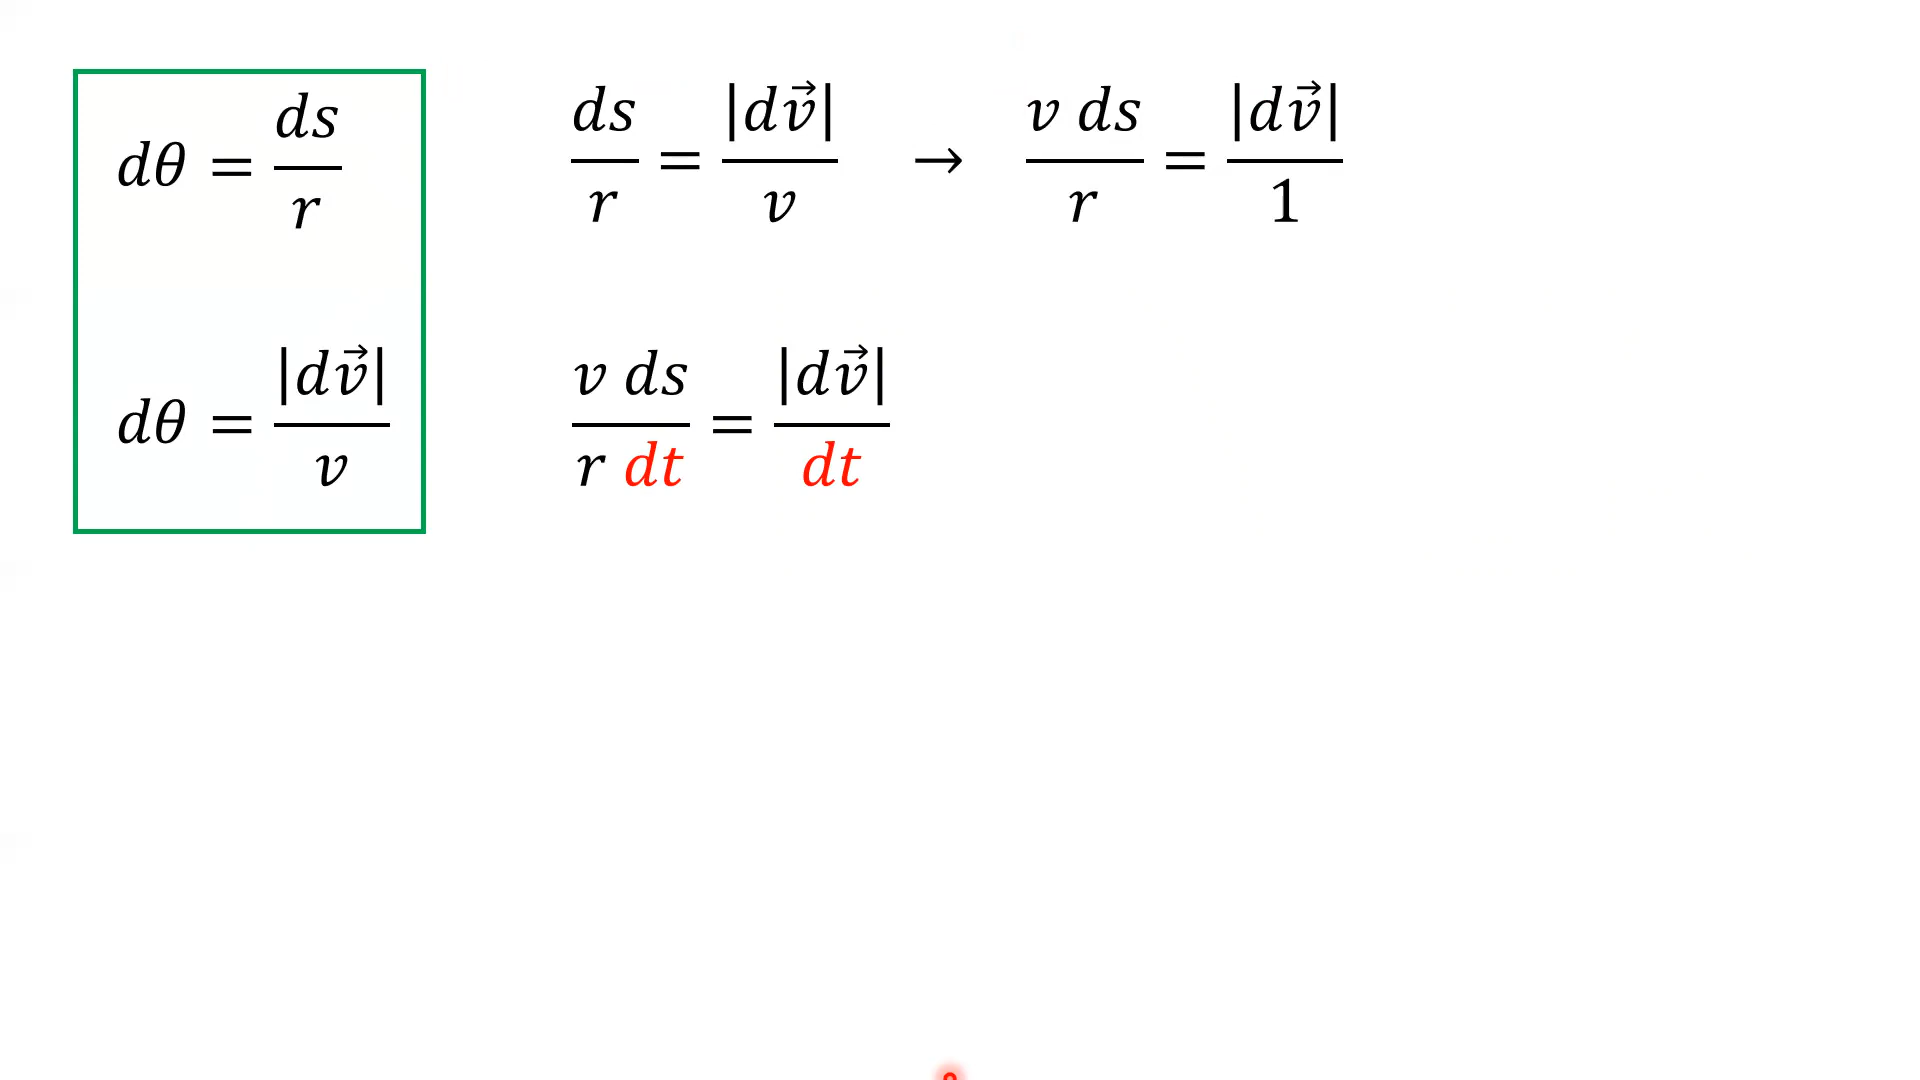 dθ = ds/r
ds/r = |dv⃗|/v → v ds/r = |dv⃗|/1
dθ = |dv⃗|/v
v ds/r dt = |dv⃗|/dt